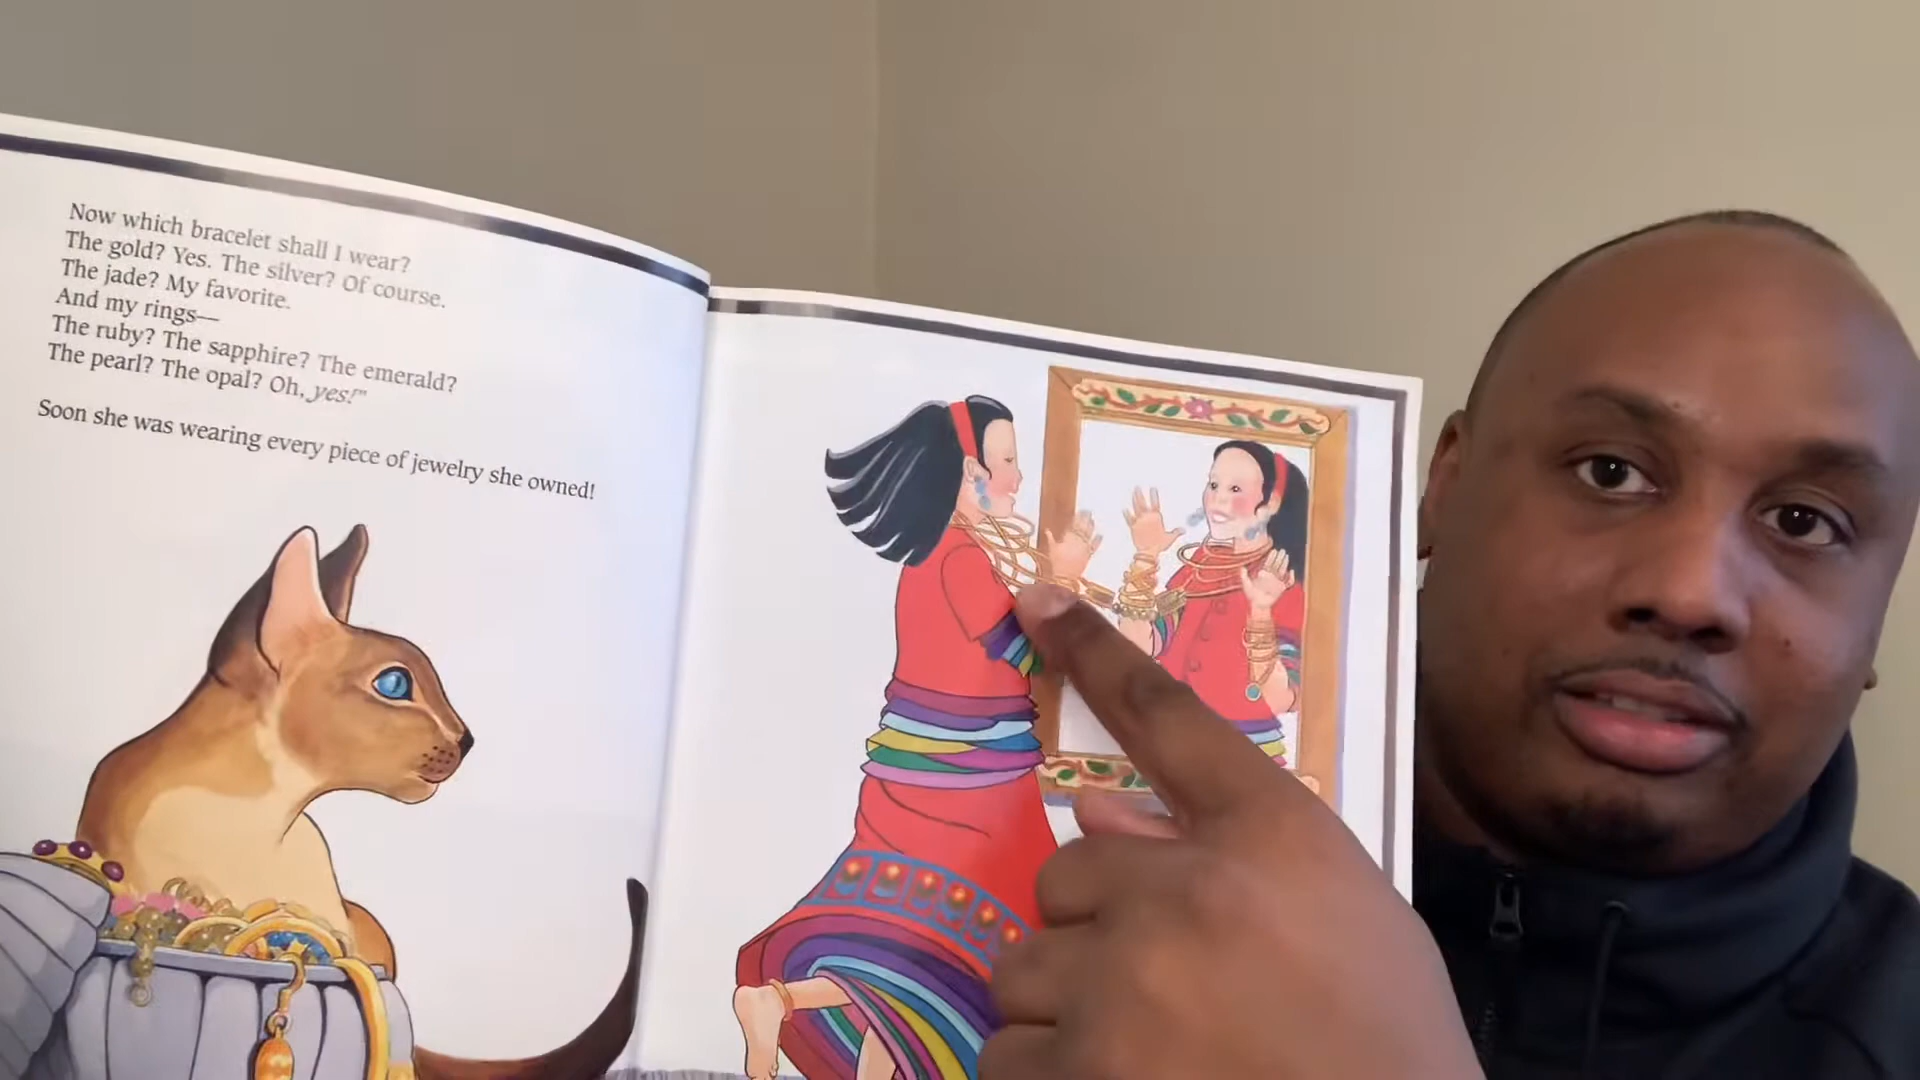 Now which bracelet shall I wear?
The gold? Yes. The silver? Of course.
The jade? My favorite.
And my rings—
The ruby? The sapphire? The emerald?
The pearl? The opal? Oh, yes!"
Soon she was wearing every piece of jewelry she owned!